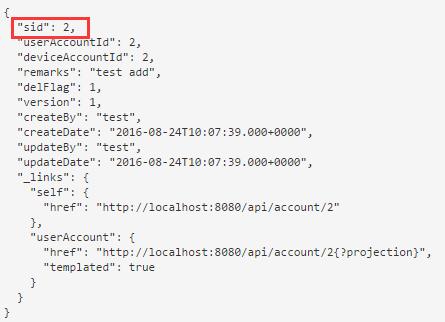 {
"sid": 2,
"userAccountId": 2,
"deviceAccountId": 2,
"remarks": "test add",
"delFlag": 1,
"version": 1,
"createBy": "test",
"createDate": "2016-08-24T10:07:39.000+0000",
"updateBy": "test",
"updateDate": "2016-08-24T10:07:39.000+0000",
"_links": {
"self": {
"href": "http://localhost:8080/api/account/2"
},
"userAccount": {
"href": "http://localhost:8080/api/account/2{?projection}",
"templated": true
}
}
}